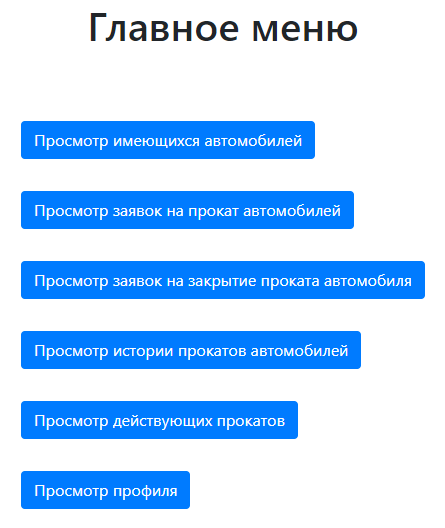 Главное меню
Просмотр имеющихся автомобилей
Просмотр заявок на прокат автомобилей
Просмотр заявок на закрытие проката автомобиля
Просмотр истории прокатов автомобилей
Просмотр действующих прокатов
Просмотр профиля